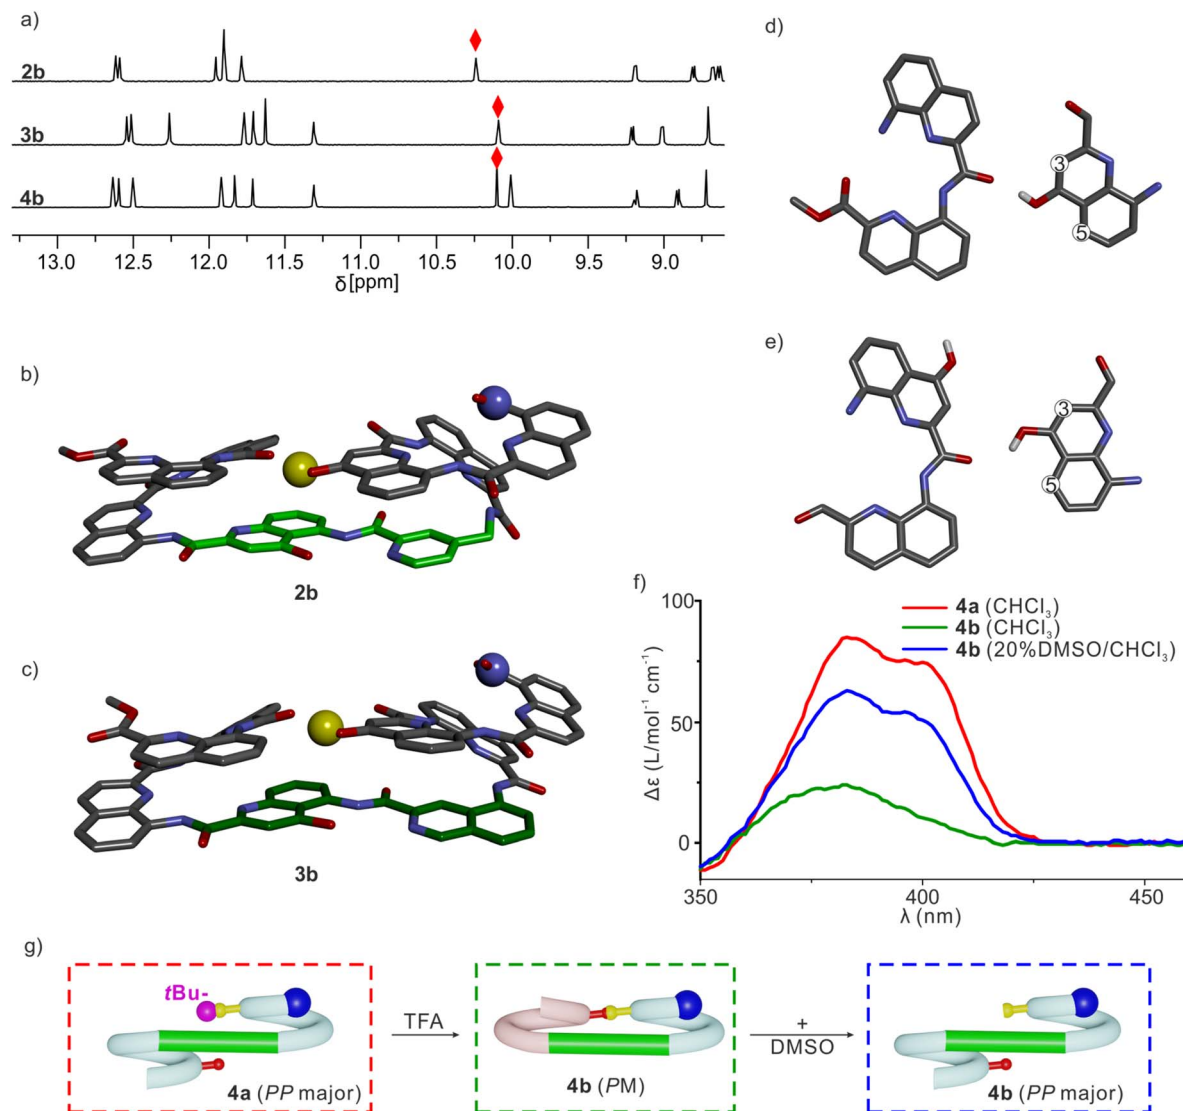 a)
2b
3b
4b
13.0 12.5 12.0 11.5 11.0 10.5 10.0 9.5 9.0
δ[ppm]
b)
2b
c)
3b
d)
3
5
e)
3
5
f)
100
50
0
Δε (L/mol⁻¹ cm⁻¹)
4a (CHCl₃)
4b (CHCl₃)
4b (20%DMSO/CHCl₃)
350 400 450
λ (nm)
g)
tBu-
4a (PP major)
TFA
4b (PM)
+
DMSO
4b (PP major)